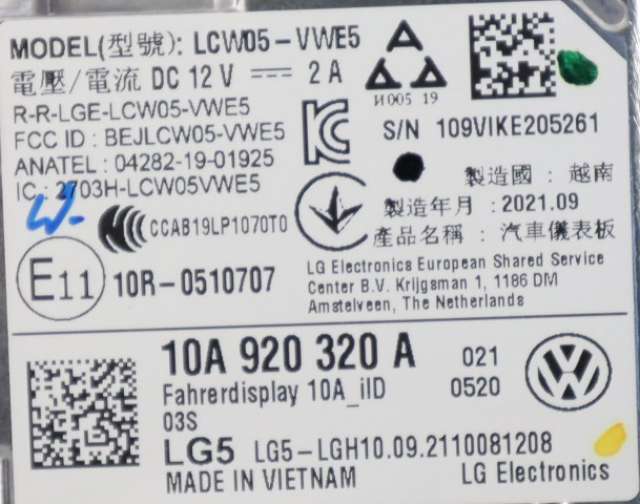 MODEL(型號): LCW05-VWE5
電壓/電流 DC 12 V ⎓ 2 A
R-R-LGE-LCW05-VWE5
И005 19
FCC ID : BEJLCW05-VWE5
S/N 109VIKE205261
ANATEL : 04282-19-01925
IC : 2703H-LCW05VWE5
製造國 : 越南
W.
CCAB19LP1070T0
製造年月 : 2021.09
產品名稱 : 汽車儀表板
E11 10R-0510707
LG Electronics European Shared Service
Center B.V. Krijgsman 1, 1186 DM
Amstelveen, The Netherlands
10A 920 320 A 021
Fahrerdisplay 10A_iID 0520
03S
LG5 LG5-LGH10.09.2110081208
MADE IN VIETNAM LG Electronics